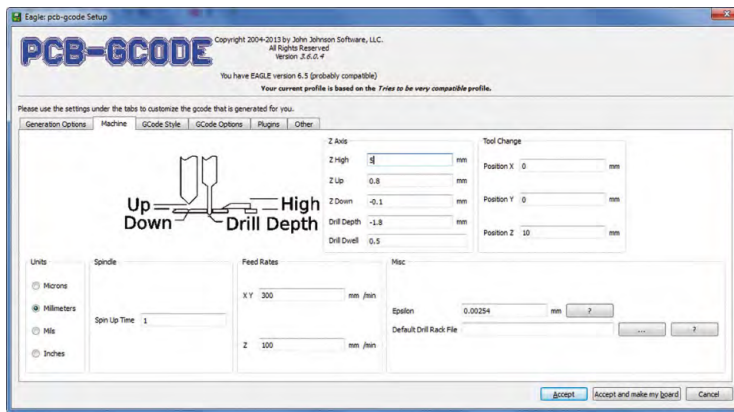 Eagle: pcb-gcode Setup
PCB-GCODE
Copyright 2004-2013 by John Johnson Software, LLC.
All Rights Reserved
Version 3.6.0.4
You have EAGLE version 6.5 (probably compatible)
Your current profile is based on the Tries to be very compatible profile.
Please use the settings under the tabs to customize the gcode that is generated for you.
Generation Options Machine GCode Style GCode Options Plugins Other
Up
Down
High
Drill Depth
Z Axis
Z High 5 mm
Z Up 0.8 mm
Z Down -0.1 mm
Drill Depth -1.8 mm
Drill Dwell 0.5
Tool Change
Position X 0 mm
Position Y 0 mm
Position Z 10 mm
Units
Microns
Millimeters
Mils
Inches
Spindle
Spin Up Time 1
Feed Rates
X Y 300 mm /min
Z 100 mm /min
Misc
Epsilon 0.00254 mm ?
Default Drill Rack File ... ?
Accept Accept and make my board Cancel